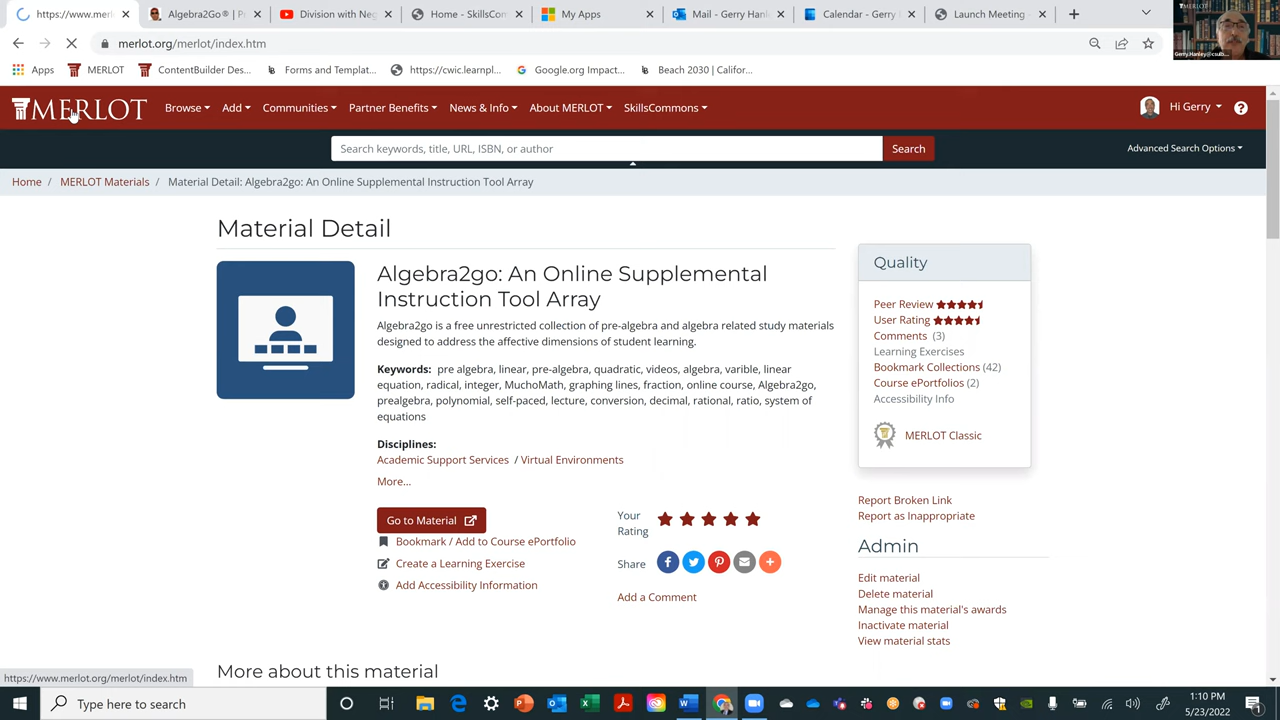 https://www.merl
Algebra2Go® | P
Division with Neg
Home - SkillsCom
My Apps
Mail - Gerry Hanl
Calendar - Gerry
Launch Meeting
merlot.org/merlot/index.htm
Apps
MERLOT
ContentBuilder Des...
Forms and Templat...
https://cwic.learnpl...
Google.org Impact...
Beach 2030 | Califor...
MERLOT
Gerry.Hanley@csulb....
MERLOT
Browse
Add
Communities
Partner Benefits
News & Info
About MERLOT
SkillsCommons
Hi Gerry
Search keywords, title, URL, ISBN, or author
Search
Advanced Search Options
Home / MERLOT Materials / Material Detail: Algebra2go: An Online Supplemental Instruction Tool Array
Material Detail
Algebra2go: An Online Supplemental
Instruction Tool Array
Algebra2go is a free unrestricted collection of pre-algebra and algebra related study materials
designed to address the affective dimensions of student learning.
Keywords: pre algebra, linear, pre-algebra, quadratic, videos, algebra, varible, linear
equation, radical, integer, MuchoMath, graphing lines, fraction, online course, Algebra2go,
prealgebra, polynomial, self-paced, lecture, conversion, decimal, rational, ratio, system of
equations
Disciplines:
Academic Support Services / Virtual Environments
More...
Go to Material
Bookmark / Add to Course ePortfolio
Create a Learning Exercise
Add Accessibility Information
Your
Rating
Share
Add a Comment
Quality
Peer Review
User Rating
Comments (3)
Learning Exercises
Bookmark Collections (42)
Course ePortfolios (2)
Accessibility Info
MERLOT Classic
Report Broken Link
Report as Inappropriate
Admin
Edit material
Delete material
Manage this material's awards
Inactivate material
View material stats
More about this material
https://www.merlot.org/merlot/index.htm
Type here to search
1:10 PM
5/23/2022